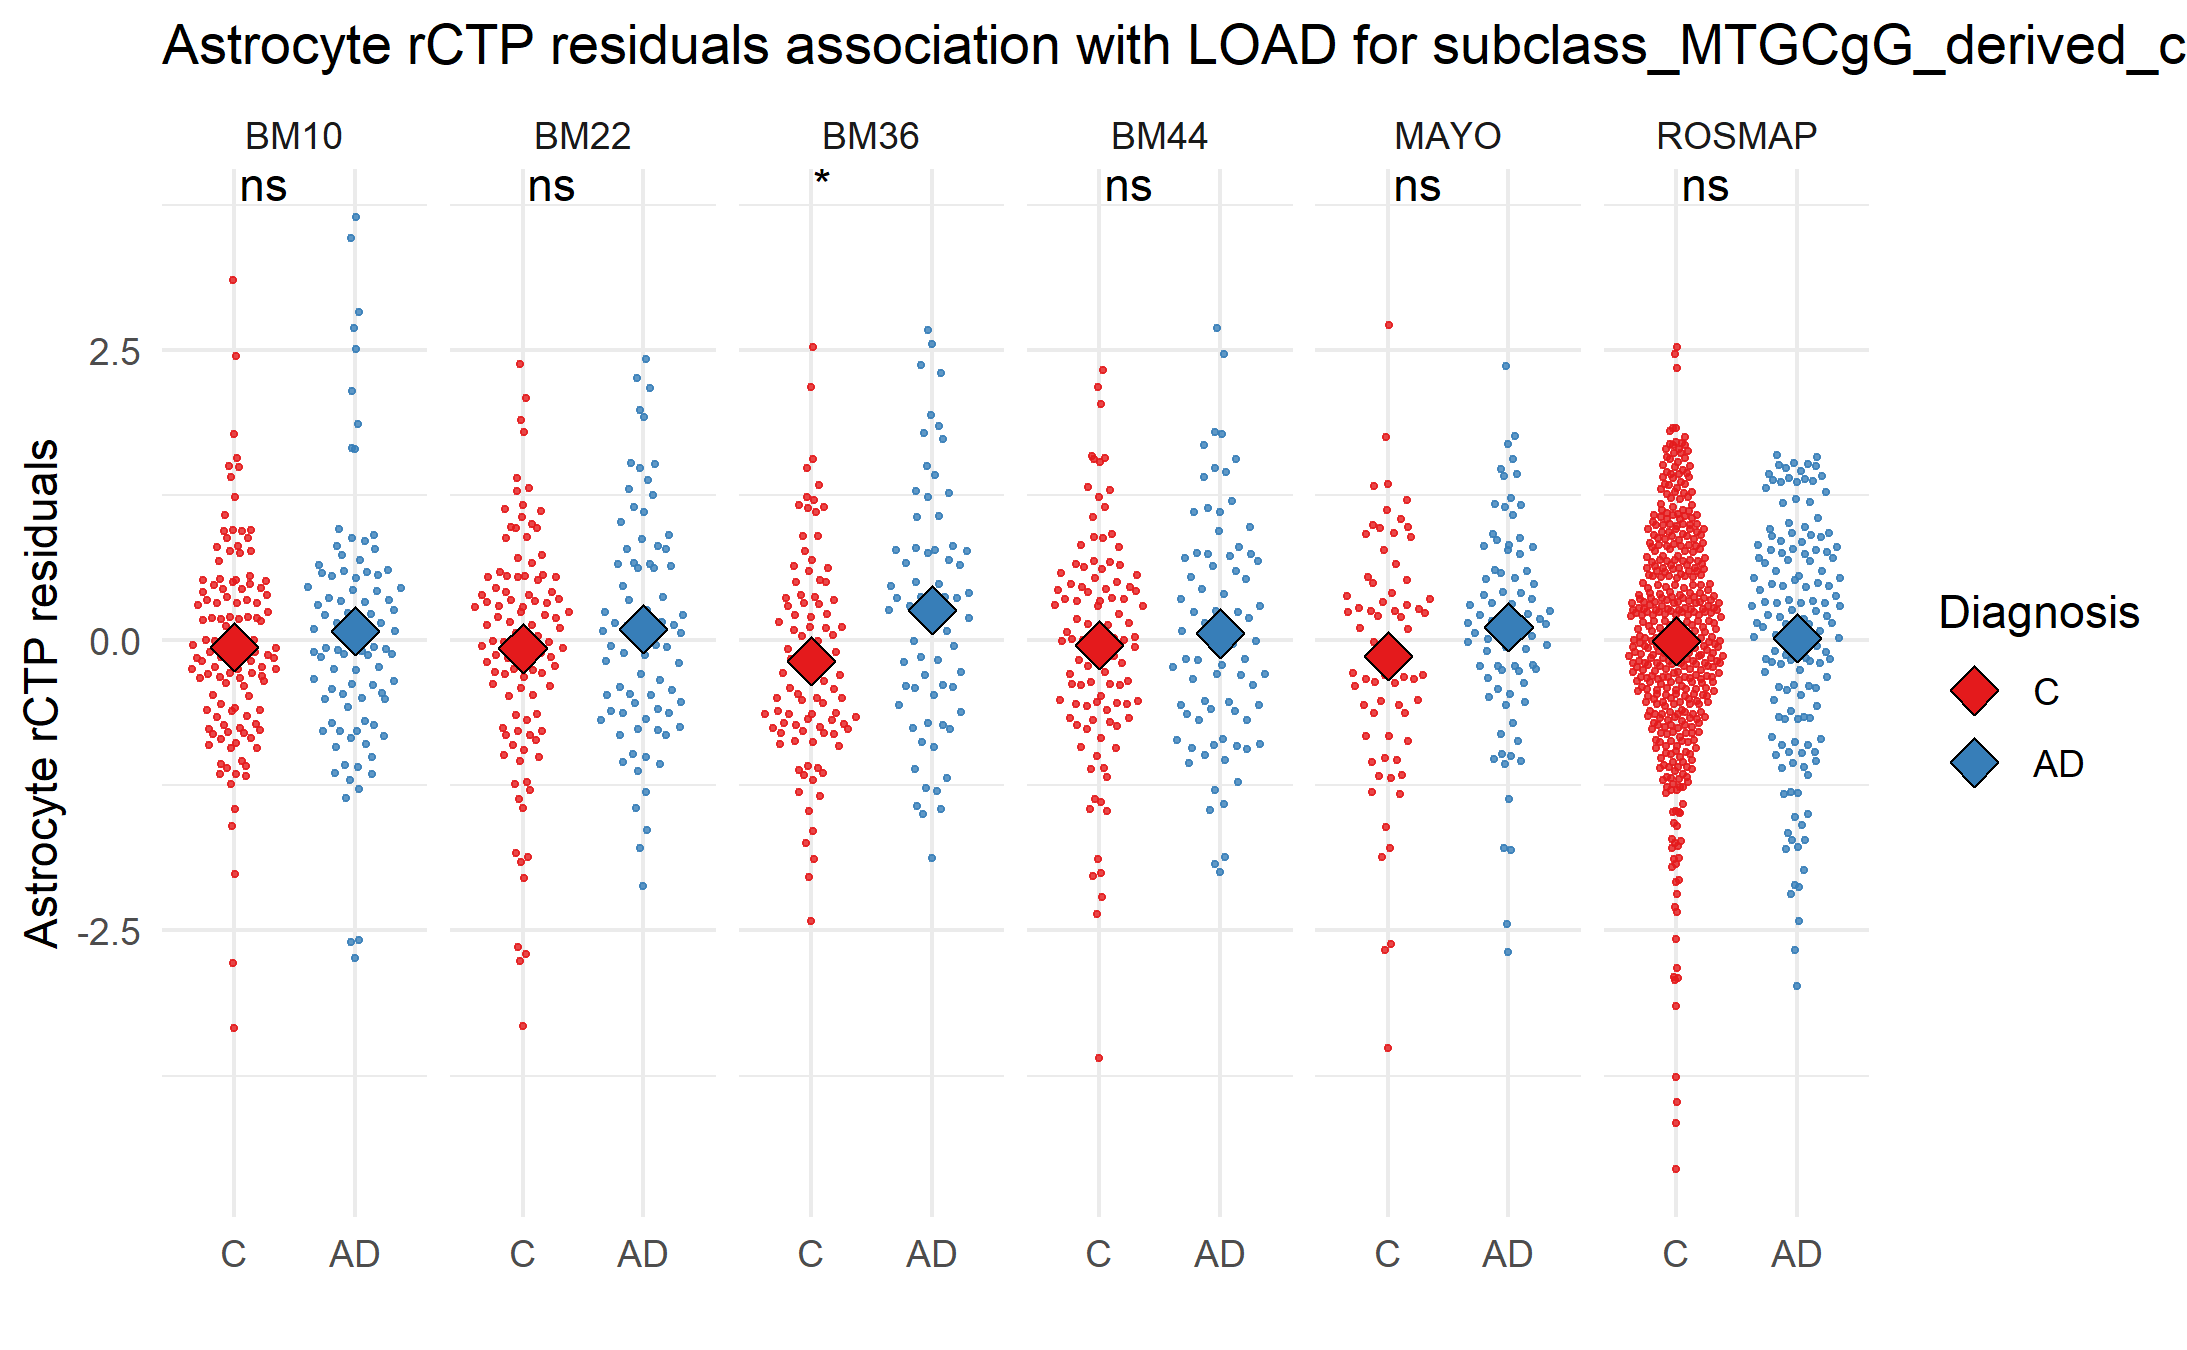 Astrocyte rCTP residuals association with LOAD for subclass_MTGCgG_derived_c
BM10 BM22 BM36 BM44 MAYO ROSMAP
ns ns * ns ns ns
2.5
0.0
-2.5
Astrocyte rCTP residuals
C AD C AD C AD C AD C AD C AD
Diagnosis
C
AD